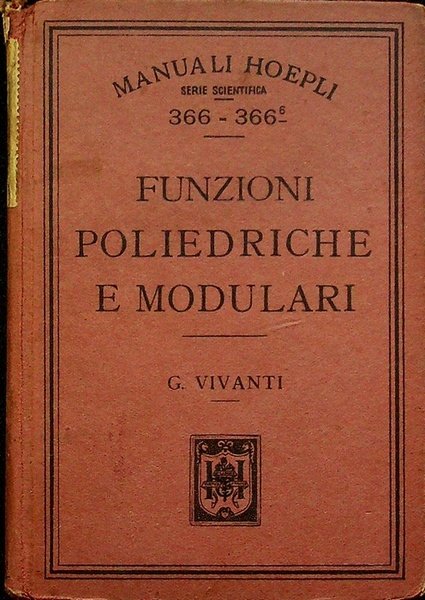 MANUALI HOEPLI
SERIE SCIENTIFICA
366 - 366⁶
FUNZIONI
POLIEDRICHE
E MODULARI
G. VIVANTI